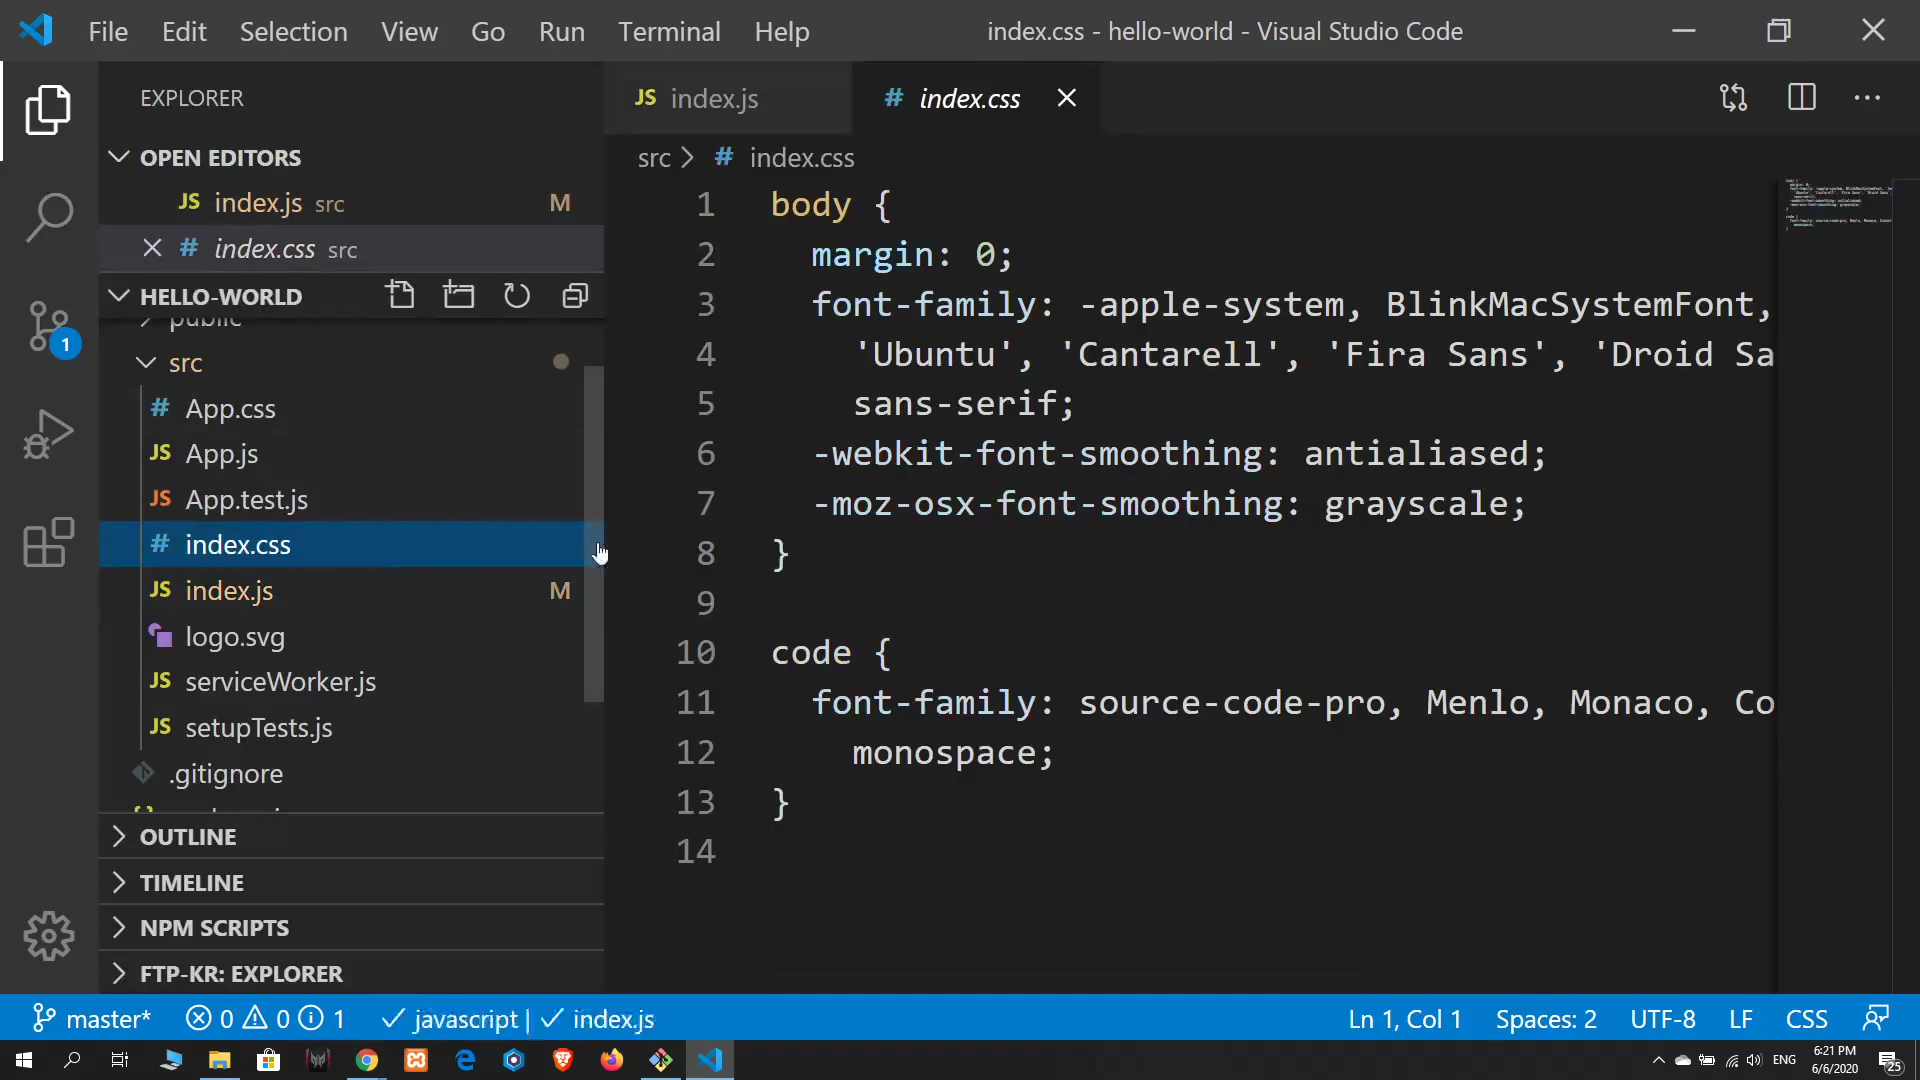 File Edit Selection View Go Run Terminal Help index.css - hello-world - Visual Studio Code
EXPLORER
OPEN EDITORS
JS index.js src M
# index.css src
HELLO-WORLD
public
src
# App.css
JS App.js
JS App.test.js
# index.css
JS index.js M
logo.svg
JS serviceWorker.js
JS setupTests.js
.gitignore
OUTLINE
TIMELINE
NPM SCRIPTS
FTP-KR: EXPLORER
1
JS index.js # index.css
src > # index.css
1 body {
2 margin: 0;
3 font-family: -apple-system, BlinkMacSystemFont,
4 'Ubuntu', 'Cantarell', 'Fira Sans', 'Droid Sa
5 sans-serif;
6 -webkit-font-smoothing: antialiased;
7 -moz-osx-font-smoothing: grayscale;
8 }
9
10 code {
11 font-family: source-code-pro, Menlo, Monaco, Co
12 monospace;
13 }
14
master* 0 0 1 javascript | index.js Ln 1, Col 1 Spaces: 2 UTF-8 LF CSS
ENG 6:21 PM
6/6/2020 25